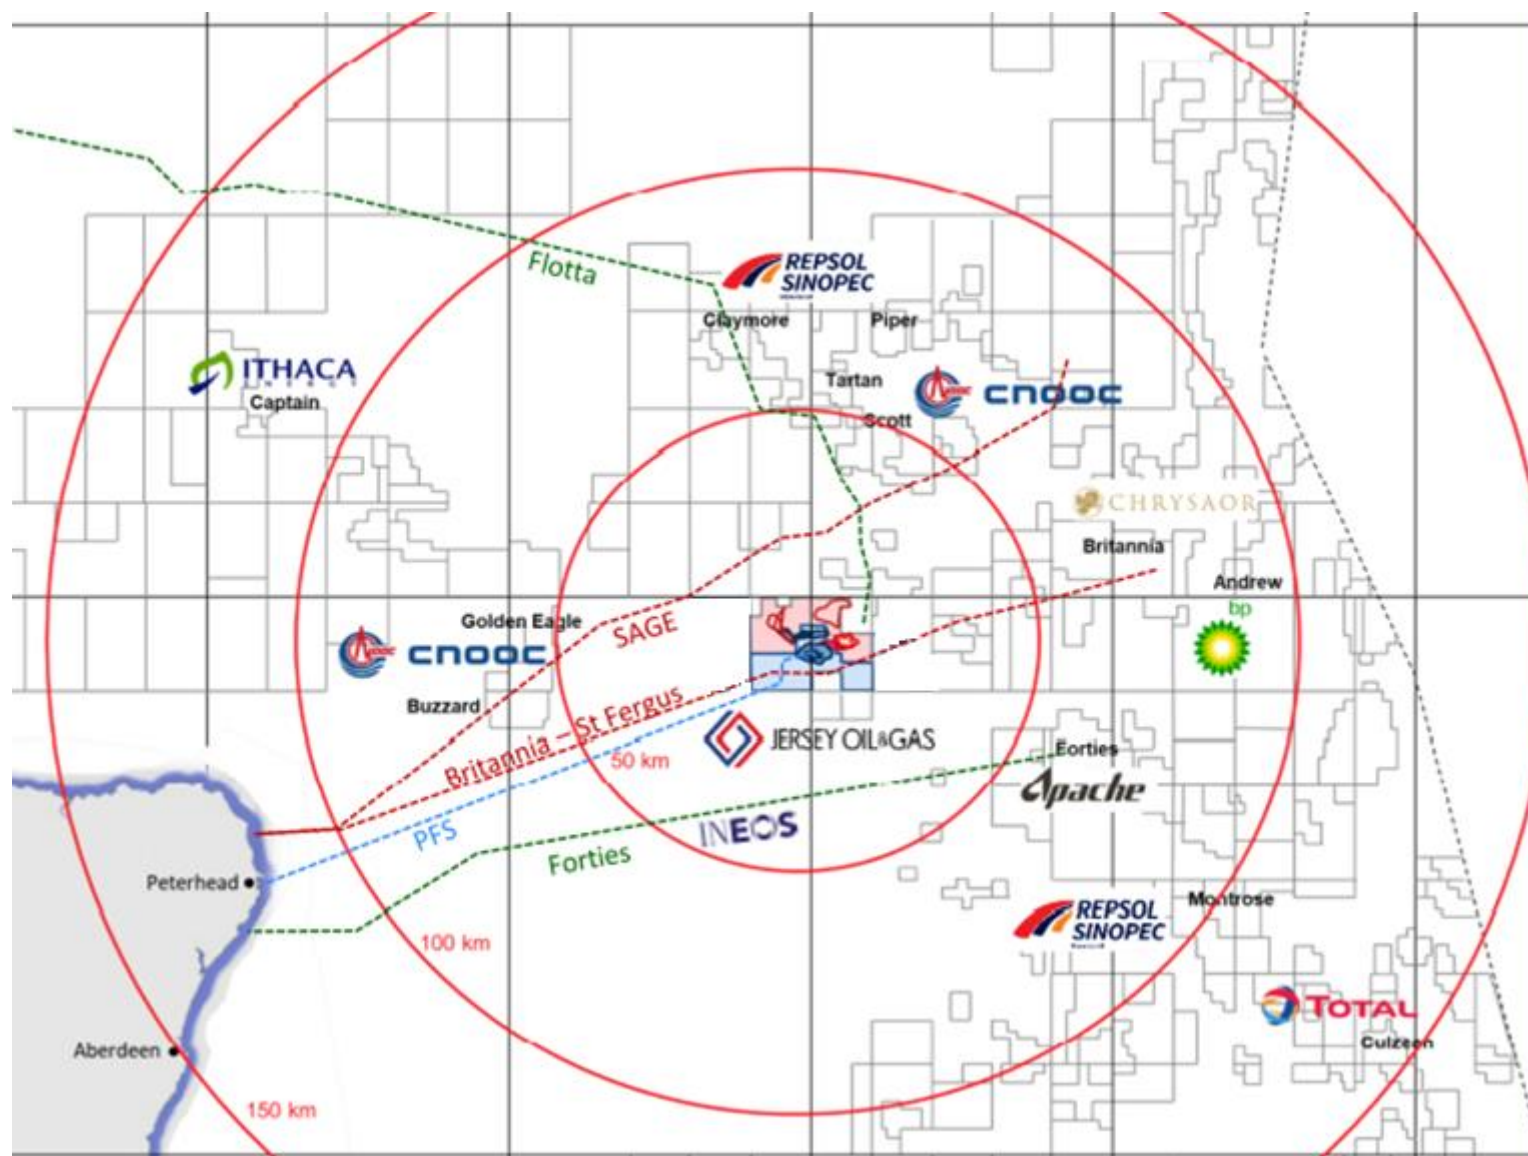 Flotta
REPSOL
SINOPEC
Claymore
Piper
ITHACA
ENERGY
Captain
Tartan
CNOOC
Scott
CHRYSAOR
Britannia
Andrew
bp
Golden Eagle
SAGE
CNOOC
Buzzard
Britannia – St Fergus
JERSEY OIL&GAS
50 km
Forties
Apache
PFS
INEOS
Forties
Peterhead
Montrose
REPSOL
SINOPEC
100 km
TOTAL
Culzean
Aberdeen
150 km